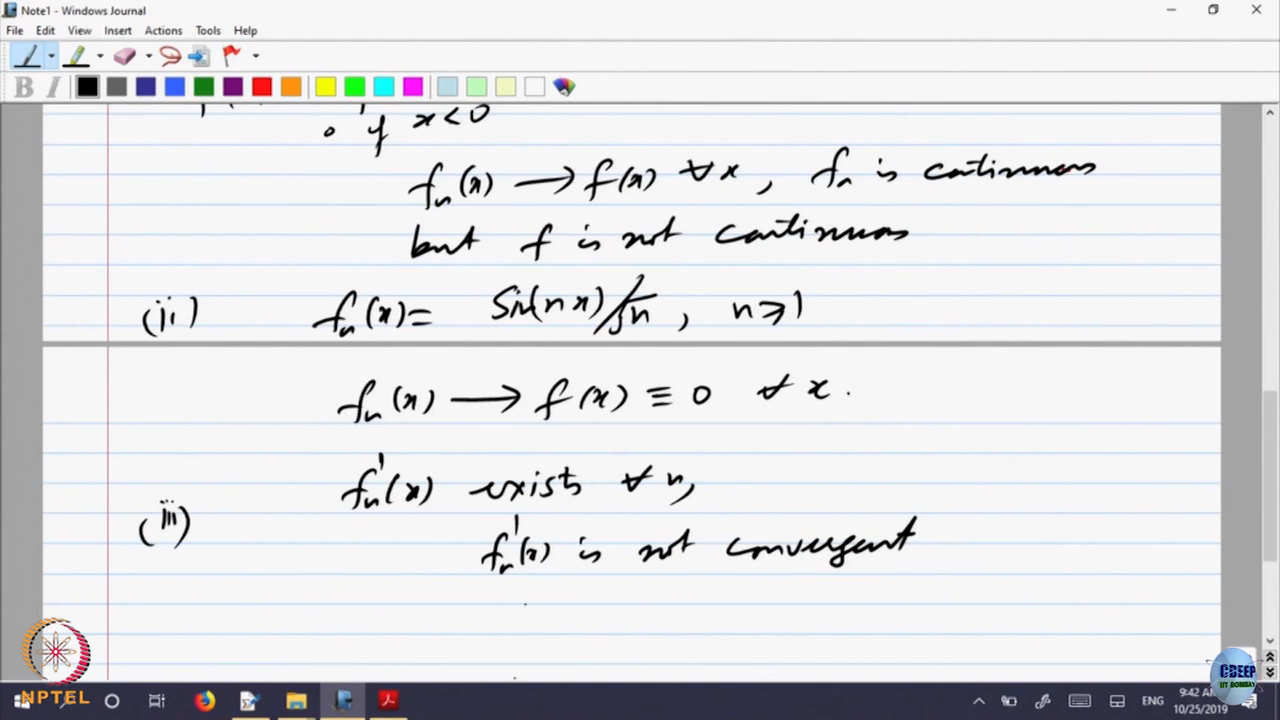 Note1 - Windows Journal
File Edit View Insert Actions Tools Help
B I
0 if x < 0
fₙ(x) → f(x) ∀ x, fₙ is continuous
but f is not continuous
(ii) fₙ(x) = Sin(nx)/√n, n ≥ 1
fₙ(x) → f(x) ≡ 0 ∀ x.
fₙ'(x) exists ∀ n,
(iii)
fₙ'(x) is not convergent
NPTEL
CDEEP
IIT BOMBAY
ENG
9:42 AM
10/25/2019